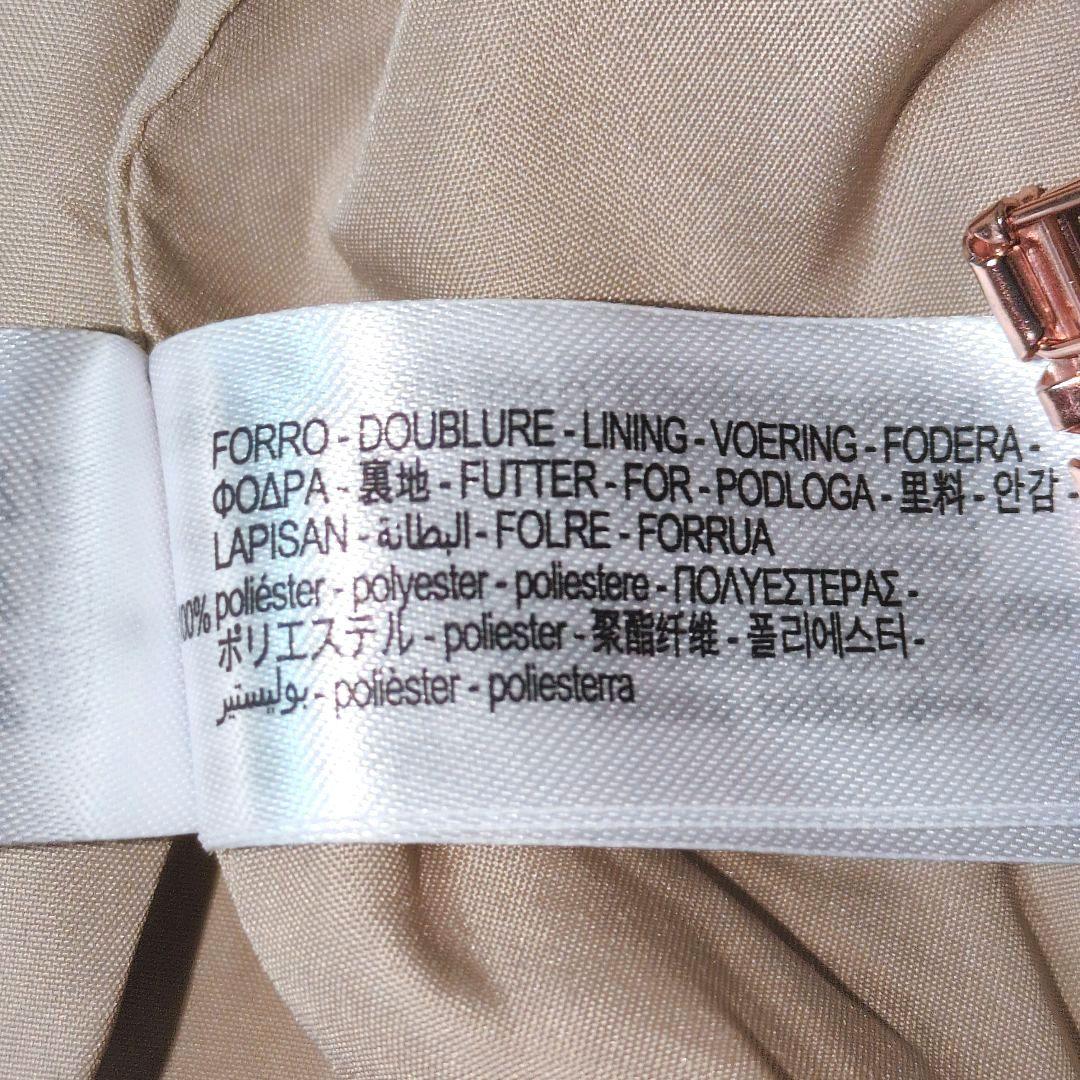 FORRO - DOUBLURE - LINING - VOERING - FODERA -
ΦΟΔΡΑ - 裏地 - FUTTER - FOR - PODLOGA - 里料 - 안감 -
LAPISAN - البطانة - FOLRE - FORRUA
100% poliéster - polyester - poliestere - ΠΟΛΥΕΣΤΕΡΑΣ -
ポリエステル - poliester - 聚酯纤维 - 폴리에스터 -
بوليستير - polièster - poliesterra